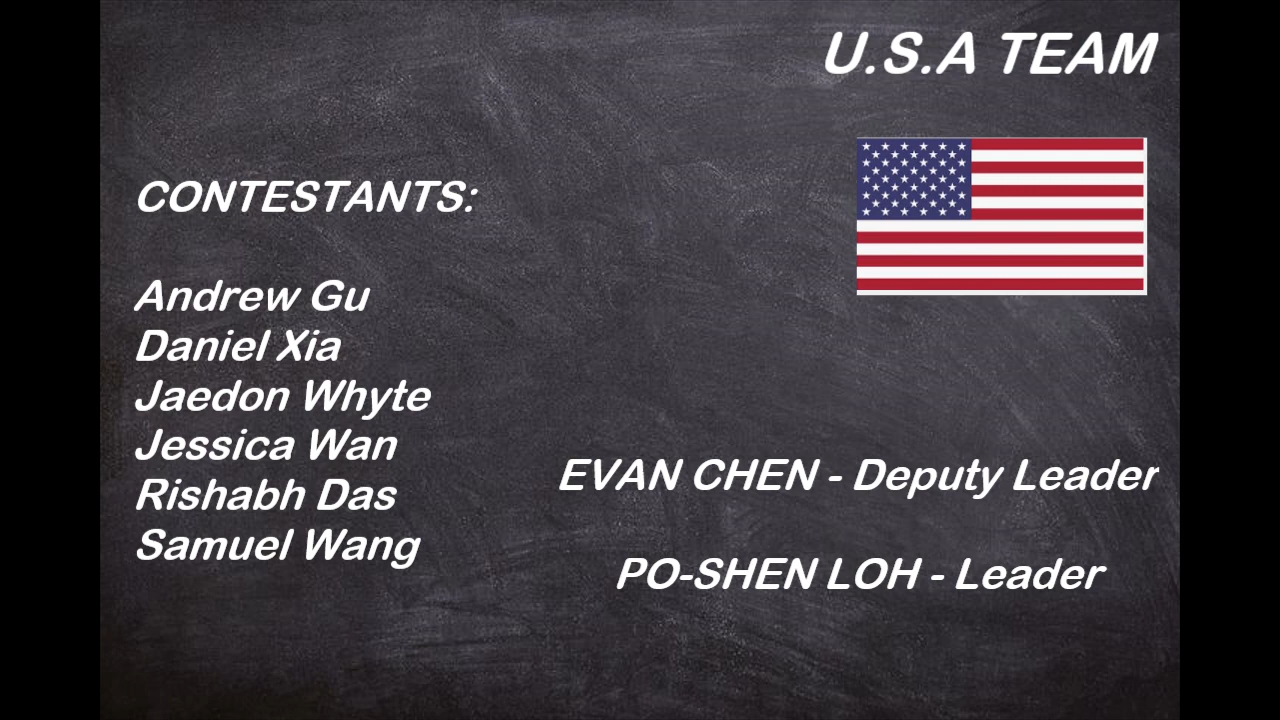 U.S.A TEAM
CONTESTANTS:
Andrew Gu
Daniel Xia
Jaedon Whyte
Jessica Wan
Rishabh Das
Samuel Wang
EVAN CHEN - Deputy Leader
PO-SHEN LOH - Leader